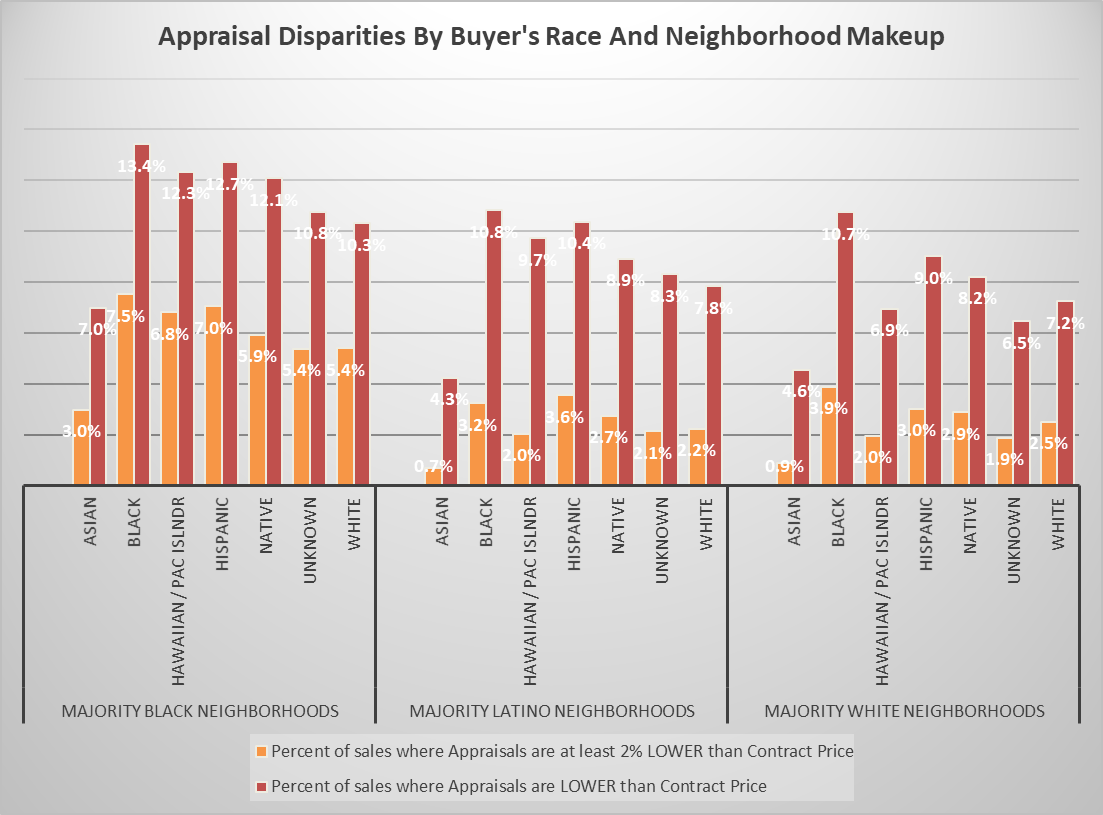 Appraisal Disparities By Buyer's Race And Neighborhood Makeup
3.0% 7.0% 7.5% 13.4% 6.8% 12.3% 7.0% 12.7% 5.9% 12.1% 5.4% 10.8% 5.4% 10.3%
0.7% 4.3% 3.2% 10.8% 2.0% 9.7% 3.6% 10.4% 2.7% 8.9% 2.1% 8.3% 2.2% 7.8%
0.9% 4.6% 3.9% 10.7% 2.0% 6.9% 3.0% 9.0% 2.9% 8.2% 1.9% 6.5% 2.5% 7.2%
ASIAN
BLACK
HAWAIIAN / PAC ISLNDR
HISPANIC
NATIVE
UNKNOWN
WHITE
ASIAN
BLACK
HAWAIIAN / PAC ISLNDR
HISPANIC
NATIVE
UNKNOWN
WHITE
ASIAN
BLACK
HAWAIIAN / PAC ISLNDR
HISPANIC
NATIVE
UNKNOWN
WHITE
MAJORITY BLACK NEIGHBORHOODS
MAJORITY LATINO NEIGHBORHOODS
MAJORITY WHITE NEIGHBORHOODS
Percent of sales where Appraisals are at least 2% LOWER than Contract Price
Percent of sales where Appraisals are LOWER than Contract Price